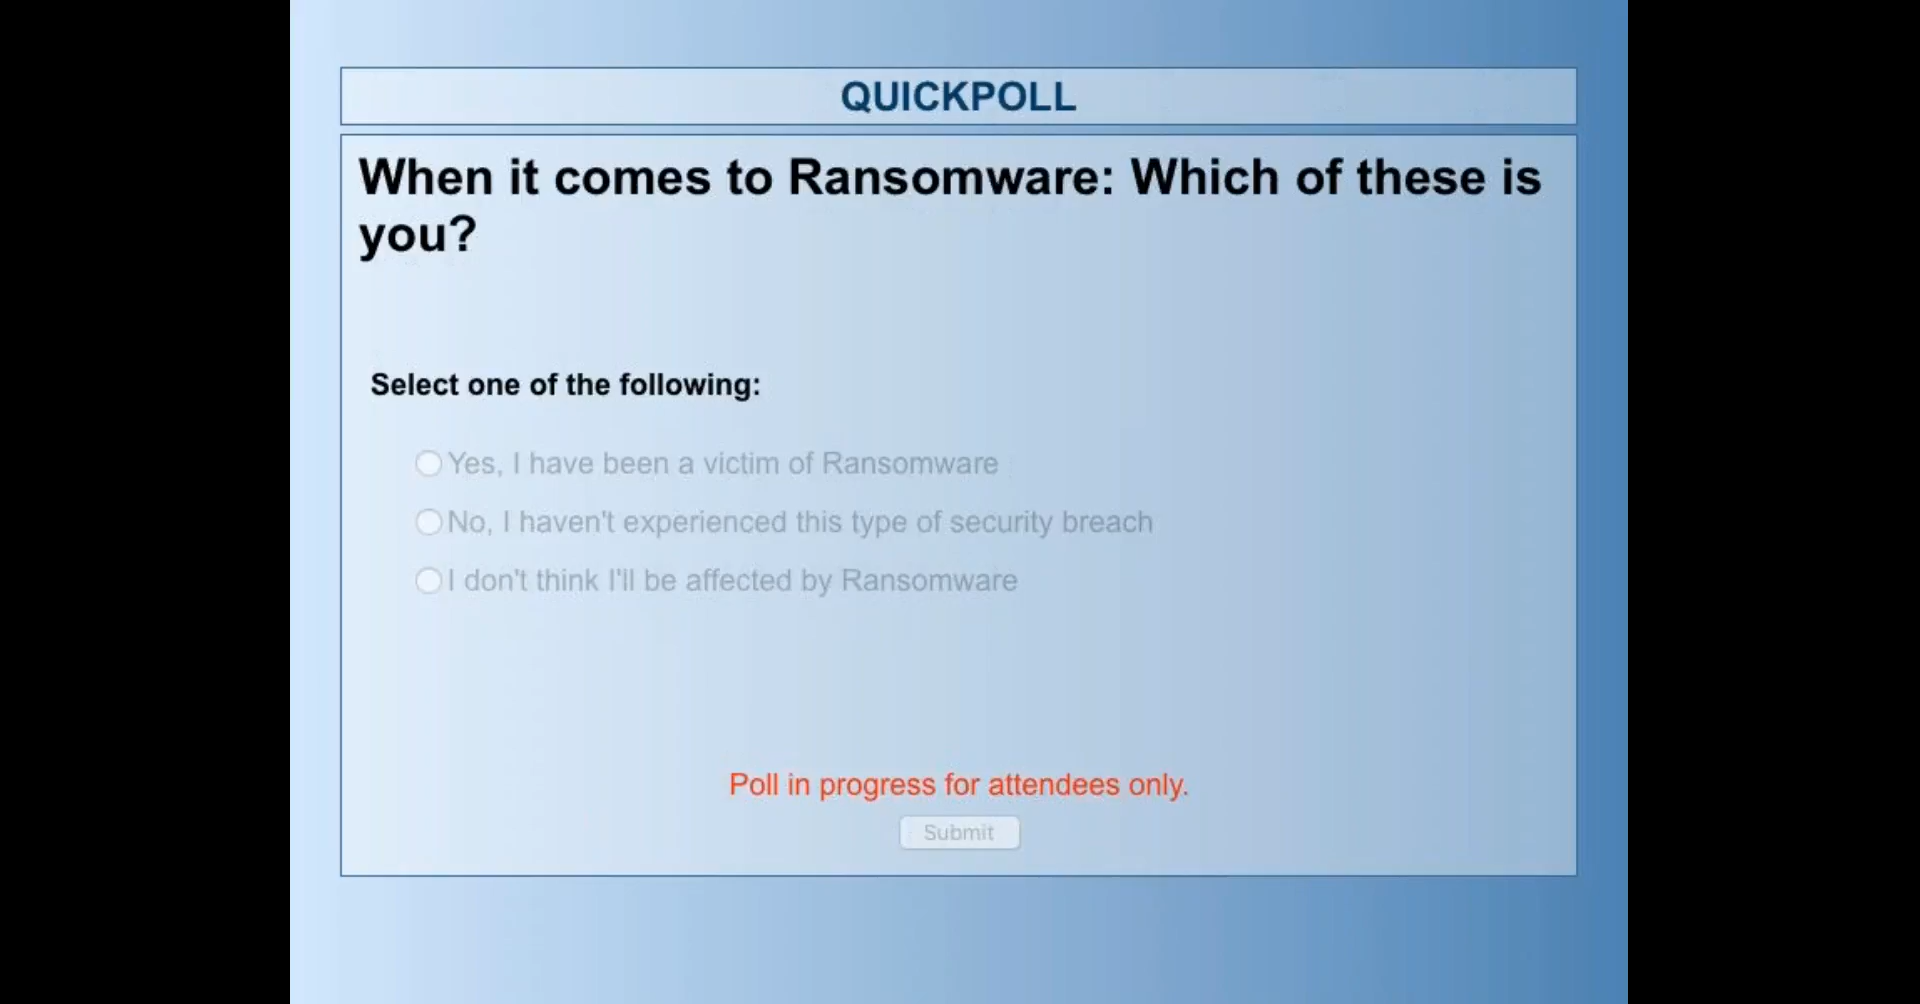 QUICKPOLL
When it comes to Ransomware: Which of these is
you?
Select one of the following:
Yes, I have been a victim of Ransomware
No, I haven't experienced this type of security breach
I don't think I'll be affected by Ransomware
Poll in progress for attendees only.
Submit